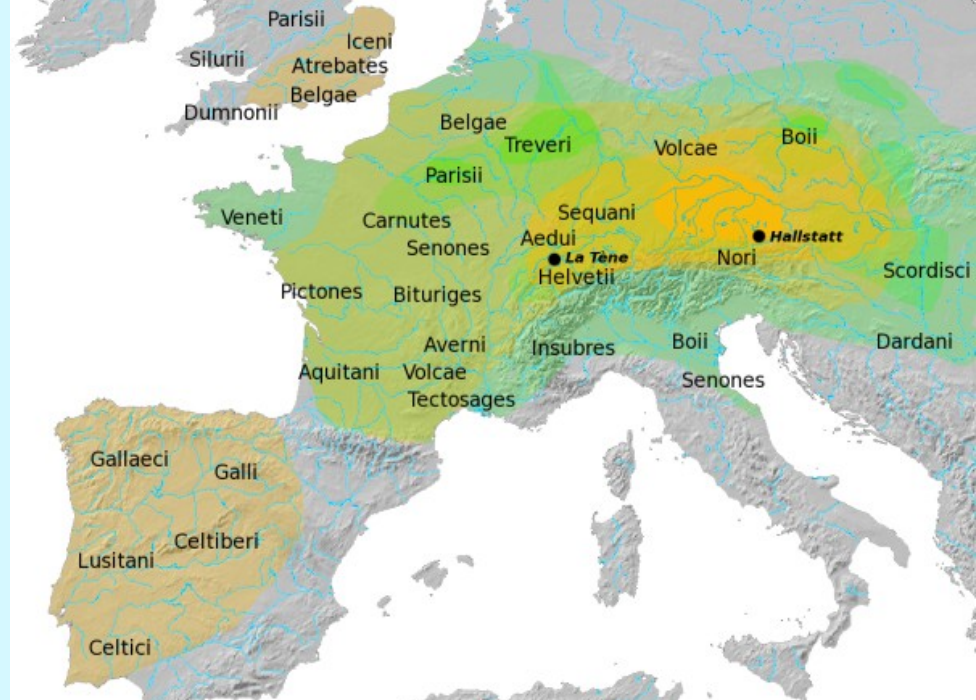 Parisii
Iceni
Silurii
Atrebates
Belgae
Dumnonii
Belgae
Treveri
Volcae
Boii
Parisii
Veneti
Carnutes
Sequani
Senones
Aedui
Hallstatt
La Tène
Nori
Helvetii
Scordisci
Pictones
Bituriges
Averni
Insubres
Boii
Dardani
Aquitani
Volcae
Tectosages
Senones
Gallaeci
Galli
Celtiberi
Lusitani
Celtici